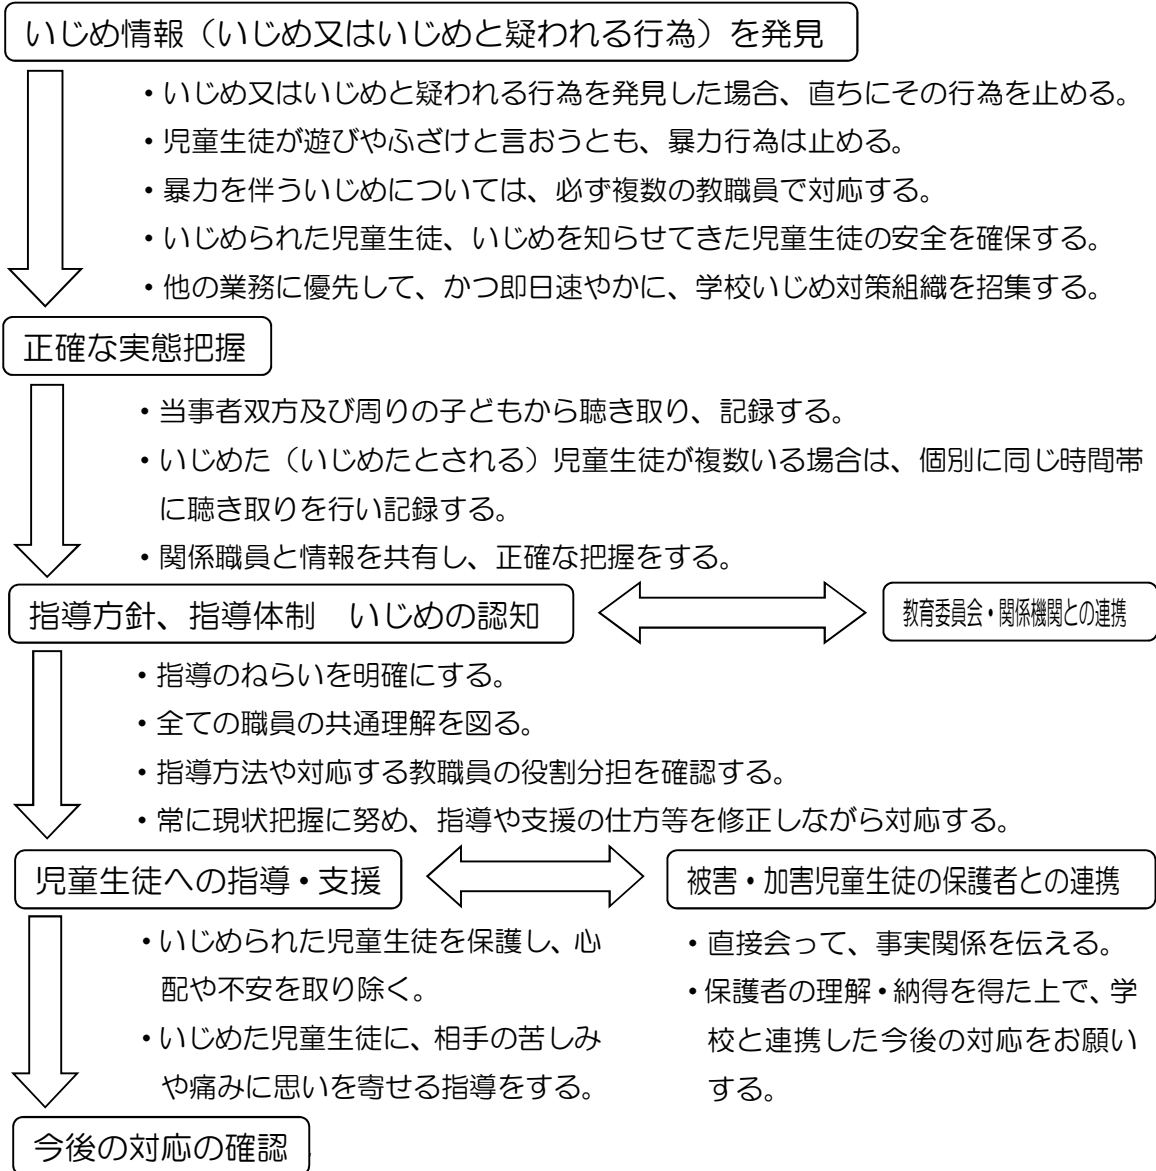 いじめ情報（いじめ又はいじめと疑われる行為）を発見
・いじめ又はいじめと疑われる行為を発見した場合、直ちにその行為を止める。
・児童生徒が遊びやふざけと言おうとも、暴力行為は止める。
・暴力を伴ういじめについては、必ず複数の教職員で対応する。
・いじめられた児童生徒、いじめを知らせてきた児童生徒の安全を確保する。
・他の業務に優先して、かつ即日速やかに、学校いじめ対策組織を招集する。
正確な実態把握
・当事者双方及び周りの子どもから聴き取り、記録する。
・いじめた（いじめたとされる）児童生徒が複数いる場合は、個別に同じ時間帯
に聴き取りを行い記録する。
・関係職員と情報を共有し、正確な把握をする。
指導方針、指導体制　いじめの認知
教育委員会・関係機関との連携
・指導のねらいを明確にする。
・全ての職員の共通理解を図る。
・指導方法や対応する教職員の役割分担を確認する。
・常に現状把握に努め、指導や支援の仕方等を修正しながら対応する。
児童生徒への指導・支援
・いじめられた児童生徒を保護し、心
配や不安を取り除く。
・いじめた児童生徒に、相手の苦しみ
や痛みに思いを寄せる指導をする。
被害・加害児童生徒の保護者との連携
・直接会って、事実関係を伝える。
・保護者の理解・納得を得た上で、学
校と連携した今後の対応をお願い
する。
今後の対応の確認